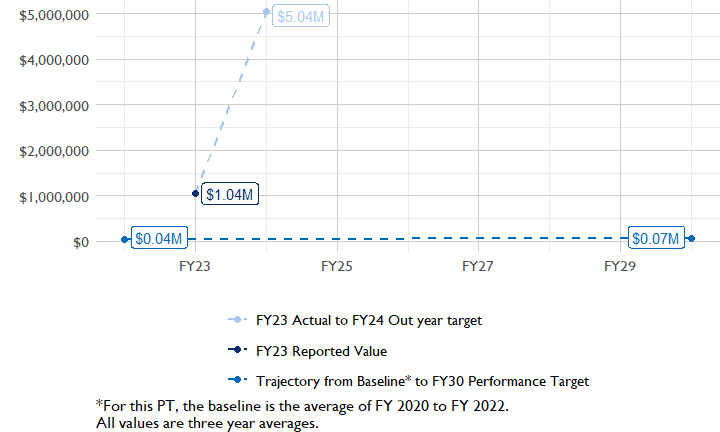 $5,000,000
$5.04M
$4,000,000
$3,000,000
$2,000,000
$1,000,000
$1.04M
$0
$0.04M
$0.07M
FY23 FY25 FY27 FY29
FY23 Actual to FY24 Out year target
FY23 Reported Value
Trajectory from Baseline* to FY30 Performance Target
*For this PT, the baseline is the average of FY 2020 to FY 2022.
All values are three year averages.